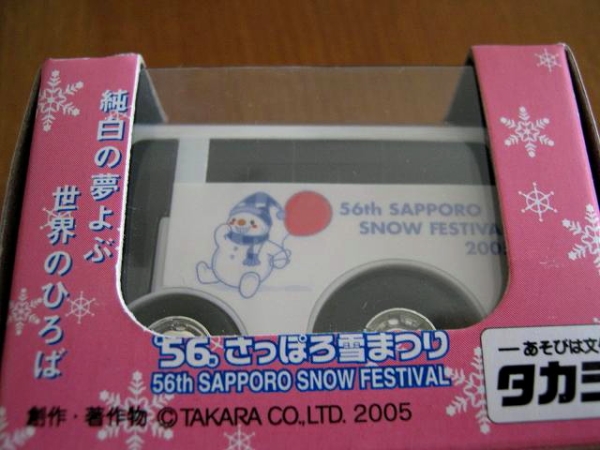 純白の夢よぶ
世界のひろば
56th SAPPORO
SNOW FESTIVA
200
'56.さっぽろ雪まつり
56th SAPPORO SNOW FESTIVAL
創作・著作物 ©TAKARA CO.,LTD. 2005
あそびは文
タカ